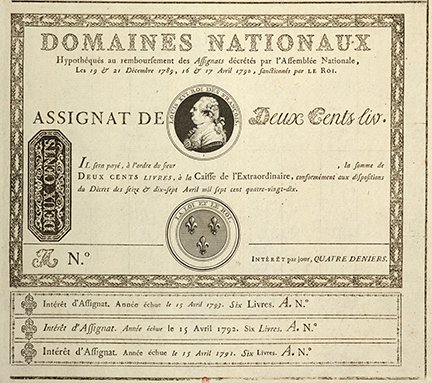 DOMAINES NATIONAUX
Hypothéqués au remboursement des Assignats décrétés par l'Assemblée Nationale,
Les 19 & 21 Décembre 1789, 16 & 17 Avril 1790, sanctionnés par LE ROI.
LOUIS XVI ROI DES FRANÇOIS
ASSIGNAT DE Deux Cents liv.
DEUX CENTS
IL sera payé, à l'ordre du sieur , la somme de
DEUX CENTS LIVRES, à la Caisse de l'Extraordinaire, conformément aux dispositions
du Décret des seize & dix-sept Avril mil sept cent quatre-vingt-dix.
LA LOI ET LE ROI
A N.º
INTÉRÊT par jour, QUATRE DENIERS.
Intérêt d'Assignat. Année échue le 15 Avril 1793. Six Livres. A. N.º
Intérêt d'Assignat. Année échue le 15 Avril 1792. Six Livres. A. N.º
Intérêt d'Assignat. Année échue le 15 Avril 1791. Six Livres. A. N.º